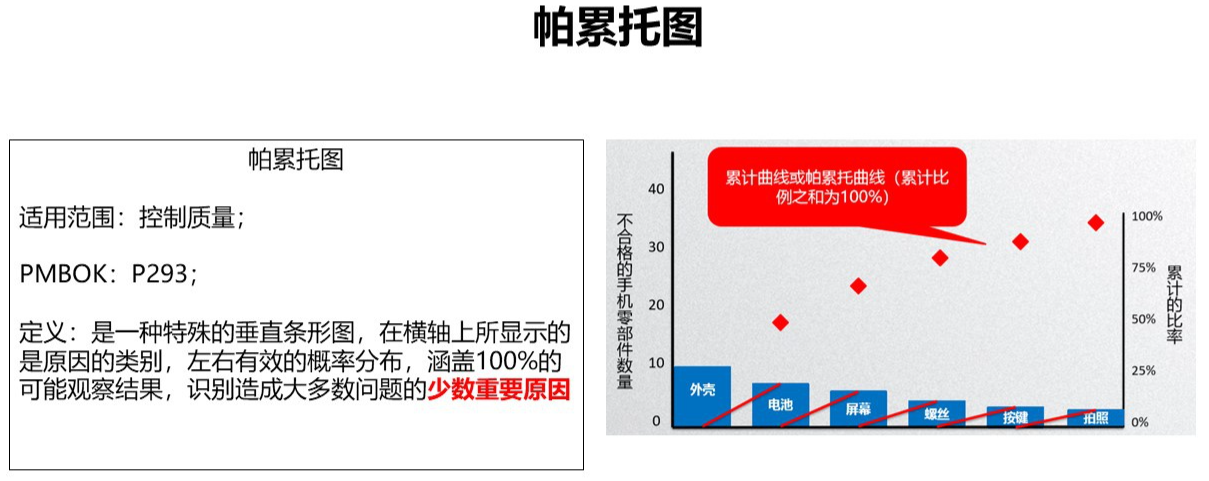 帕累托图
帕累托图
适用范围：控制质量；
PMBOK：P293；
定义：是一种特殊的垂直条形图，在横轴上所显示的
是原因的类别，左右有效的概率分布，涵盖100%的
可能观察结果，识别造成大多数问题的少数重要原因
累计曲线或帕累托曲线（累计比
例之和为100%）
不合格的手机零部件数量
40
30
20
10
0
外壳
电池
屏幕
螺丝
按键
拍照
100%
75%
50%
25%
0%
累计的比率